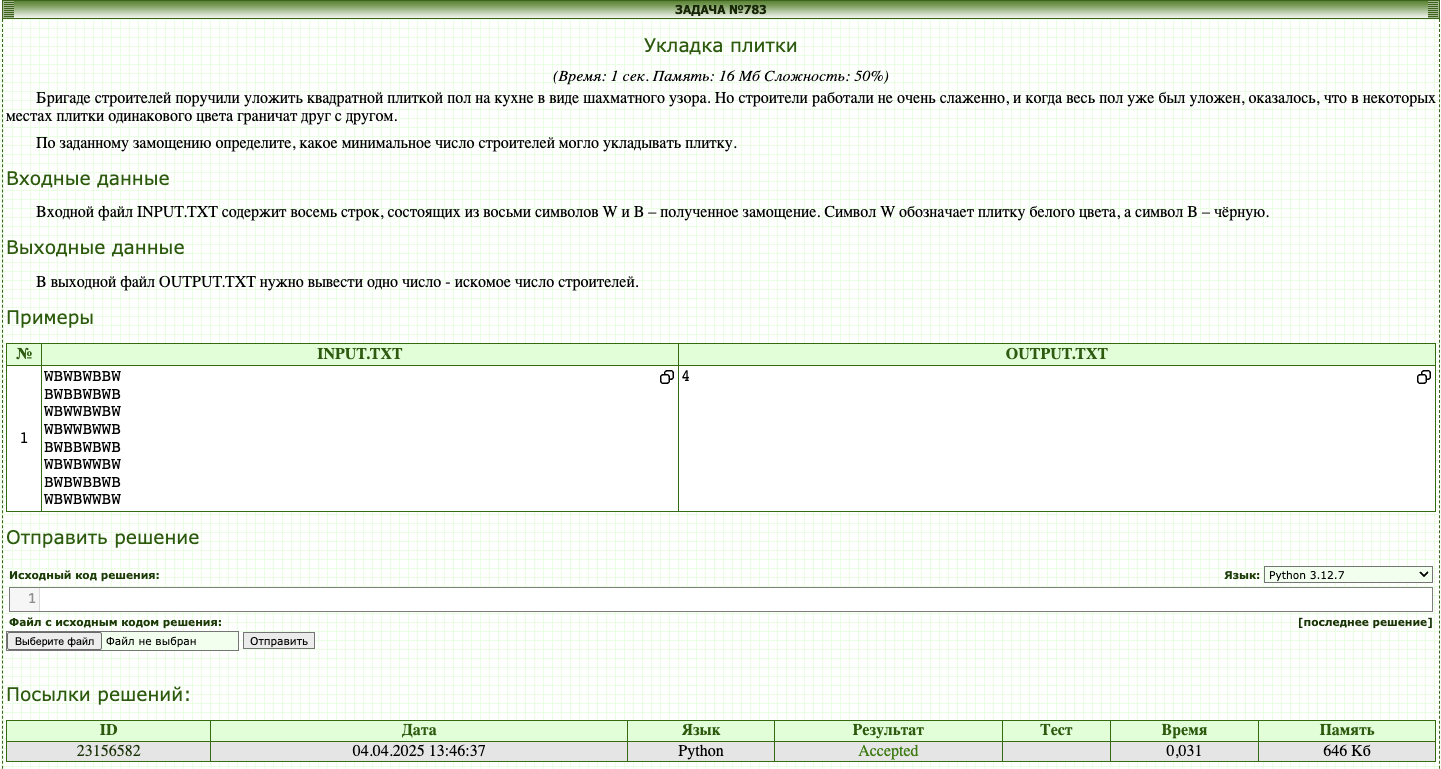 ЗАДАЧА №783
Укладка плитки
(Время: 1 сек. Память: 16 Мб Сложность: 50%)
Бригаде строителей поручили уложить квадратной плиткой пол на кухне в виде шахматного узора. Но строители работали не очень слаженно, и когда весь пол уже был уложен, оказалось, что в некоторых
местах плитки одинакового цвета граничат друг с другом.
По заданному замощению определите, какое минимальное число строителей могло укладывать плитку.
Входные данные
Входной файл INPUT.TXT содержит восемь строк, состоящих из восьми символов W и B – полученное замощение. Символ W обозначает плитку белого цвета, а символ B – чёрную.
Выходные данные
В выходной файл OUTPUT.TXT нужно вывести одно число - искомое число строителей.
Примеры
№ INPUT.TXT OUTPUT.TXT
1
WBWBWBBW 4
BWBBWBWB
WBWWBWBW
WBWWBWWB
BWBBWBWB
WBWBWWBW
BWBWBBWB
WBWBWWBW
Отправить решение
Исходный код решения: Язык: Python 3.12.7
1
Файл с исходным кодом решения: [последнее решение]
Выберите файл Файл не выбран Отправить
Посылки решений:
ID Дата Язык Результат Тест Время Память
23156582 04.04.2025 13:46:37 Python Accepted 0,031 646 Кб